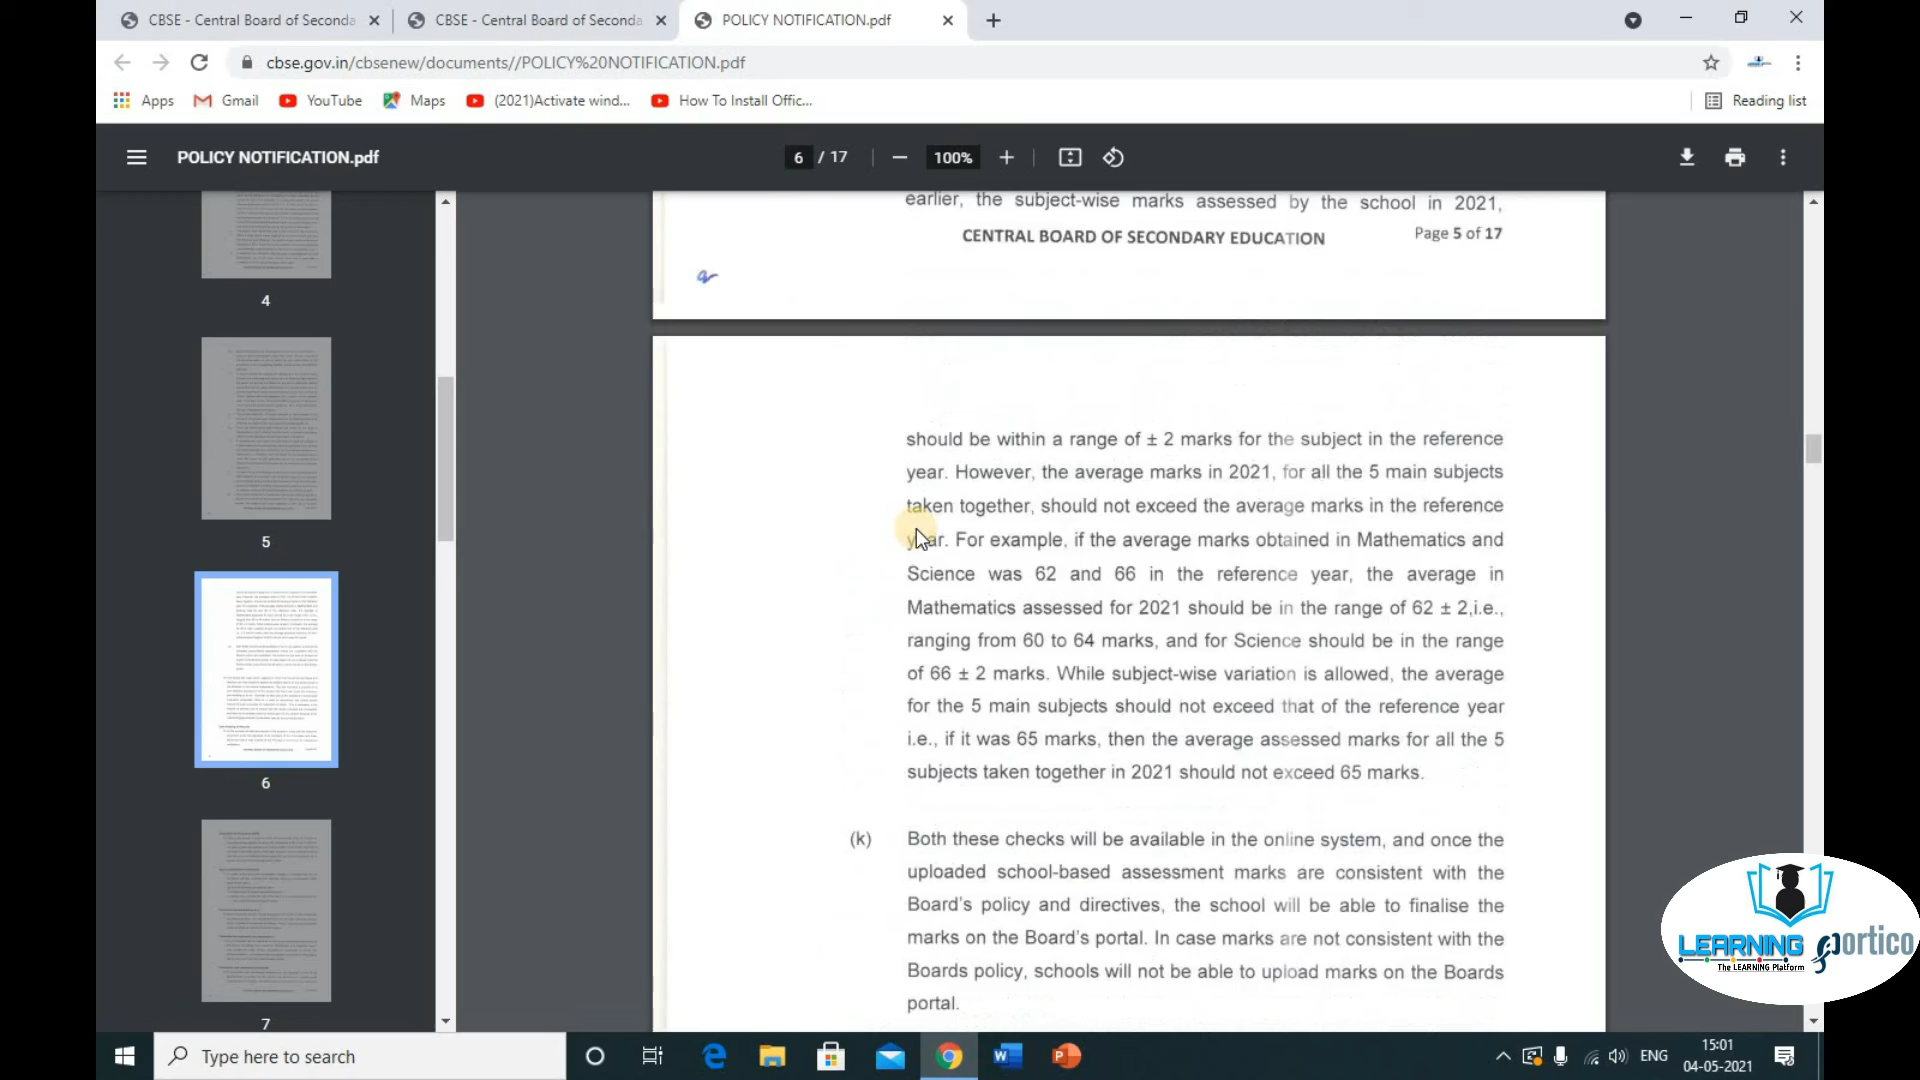 CBSE - Central Board of Seconda
CBSE - Central Board of Seconda
POLICY NOTIFICATION.pdf
cbse.gov.in/cbsenew/documents//POLICY%20NOTIFICATION.pdf
Apps
Gmail
YouTube
Maps
(2021)Activate wind...
How To Install Offic...
Reading list
POLICY NOTIFICATION.pdf
6 / 17
100%
4
5
6
7
earlier, the subject-wise marks assessed by the school in 2021,
CENTRAL BOARD OF SECONDARY EDUCATION
Page 5 of 17
should be within a range of ± 2 marks for the subject in the reference
year. However, the average marks in 2021, for all the 5 main subjects
taken together, should not exceed the average marks in the reference
year. For example, if the average marks obtained in Mathematics and
Science was 62 and 66 in the reference year, the average in
Mathematics assessed for 2021 should be in the range of 62 ± 2,i.e.,
ranging from 60 to 64 marks, and for Science should be in the range
of 66 ± 2 marks. While subject-wise variation is allowed, the average
for the 5 main subjects should not exceed that of the reference year
i.e., if it was 65 marks, then the average assessed marks for all the 5
subjects taken together in 2021 should not exceed 65 marks.
(k) Both these checks will be available in the online system, and once the
uploaded school-based assessment marks are consistent with the
Board's policy and directives, the school will be able to finalise the
marks on the Board's portal. In case marks are not consistent with the
Boards policy, schools will not be able to upload marks on the Boards
portal.
LEARNING Portico
The LEARNING Platform
Type here to search
ENG
15:01
04-05-2021